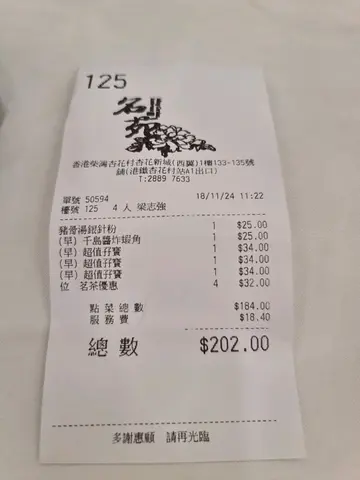 125
囍苑
香港柴灣杏花村杏花新城(西翼)1樓133-135號
舖(港鐵杏花村站A1出口)
T:2889 7633
單號 50594 18/11/24 11:22
檯號 125 4 人 梁志強
豬骨湯銀針粉 1 $25.00
(早) 千島醬炸蝦角 1 $25.00
(早) 超值孖寶 1 $34.00
(早) 超值孖寶 1 $34.00
(早) 超值孖寶 1 $34.00
位 茗茶優惠 4 $32.00
點菜總數 $184.00
服務費 $18.40
總數 $202.00
多謝惠顧 請再光臨